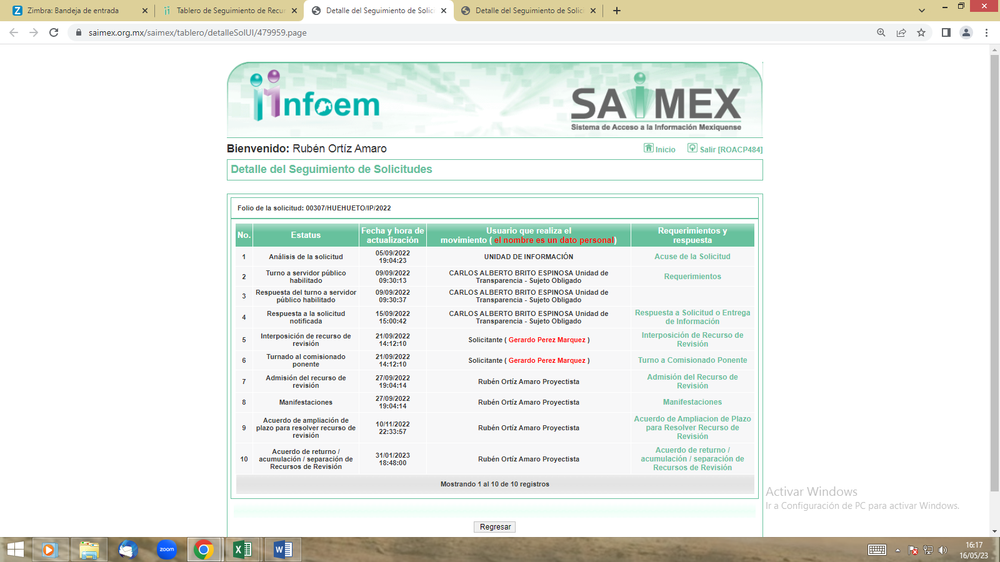 Zimbra: Bandeja de entrada
Tablero de Seguimiento de Recur
Detalle del Seguimiento de Solici
Detalle del Seguimiento de Solici
saimex.org.mx/saimex/tablero/detalleSolUI/479959.page
infoem
SAIMEX
Sistema de Acceso a la Información Mexiquense
Bienvenido: Rubén Ortíz Amaro
Inicio
Salir [ROACP484]
Detalle del Seguimiento de Solicitudes
Folio de la solicitud: 00307/HUEHUETO/IP/2022
No.
Estatus
Fecha y hora de
actualización
Usuario que realiza el
movimiento ( el nombre es un dato personal)
Requerimientos y
respuesta
1
Análisis de la solicitud
05/09/2022
19:04:23
UNIDAD DE INFORMACIÓN
Acuse de la Solicitud
2
Turno a servidor público
habilitado
09/09/2022
09:30:13
CARLOS ALBERTO BRITO ESPINOSA Unidad de
Transparencia - Sujeto Obligado
Requerimientos
3
Respuesta del turno a servidor
público habilitado
09/09/2022
09:30:37
CARLOS ALBERTO BRITO ESPINOSA Unidad de
Transparencia - Sujeto Obligado
4
Respuesta a la solicitud
notificada
15/09/2022
15:00:42
CARLOS ALBERTO BRITO ESPINOSA Unidad de
Transparencia - Sujeto Obligado
Respuesta a Solicitud o Entrega
de Información
5
Interposición de recurso de
revisión
21/09/2022
14:12:10
Solicitante ( Gerardo Perez Marquez )
Interposición de Recurso de
Revisión
6
Turnado al comisionado
ponente
21/09/2022
14:12:10
Solicitante ( Gerardo Perez Marquez )
Turno a Comisionado Ponente
7
Admisión del recurso de
revisión
27/09/2022
19:04:14
Rubén Ortíz Amaro Proyectista
Admisión del Recurso de
Revisión
8
Manifestaciones
27/09/2022
19:04:14
Rubén Ortíz Amaro Proyectista
Manifestaciones
9
Acuerdo de ampliación de
plazo para resolver recurso de
revisión
10/11/2022
22:33:57
Rubén Ortíz Amaro Proyectista
Acuerdo de Ampliacion de Plazo
para Resolver Recurso de
Revisión
10
Acuerdo de returno /
acumulación / separación de
Recursos de Revisión
31/01/2023
18:48:00
Rubén Ortíz Amaro Proyectista
Acuerdo de returno /
acumulación / separación de
Recursos de Revisión
Mostrando 1 al 10 de 10 registros
Activar Windows
Ir a Configuración de PC para activar Windows.
Regresar
zoom
16:17
16/05/23